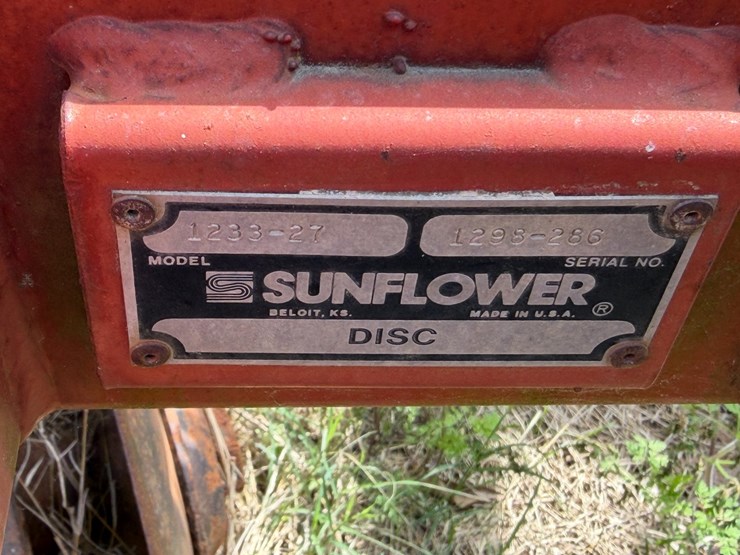 1233-27 1298-286
MODEL SERIAL NO.
SUNFLOWER ®
BELOIT, KS. MADE IN U.S.A.
DISC